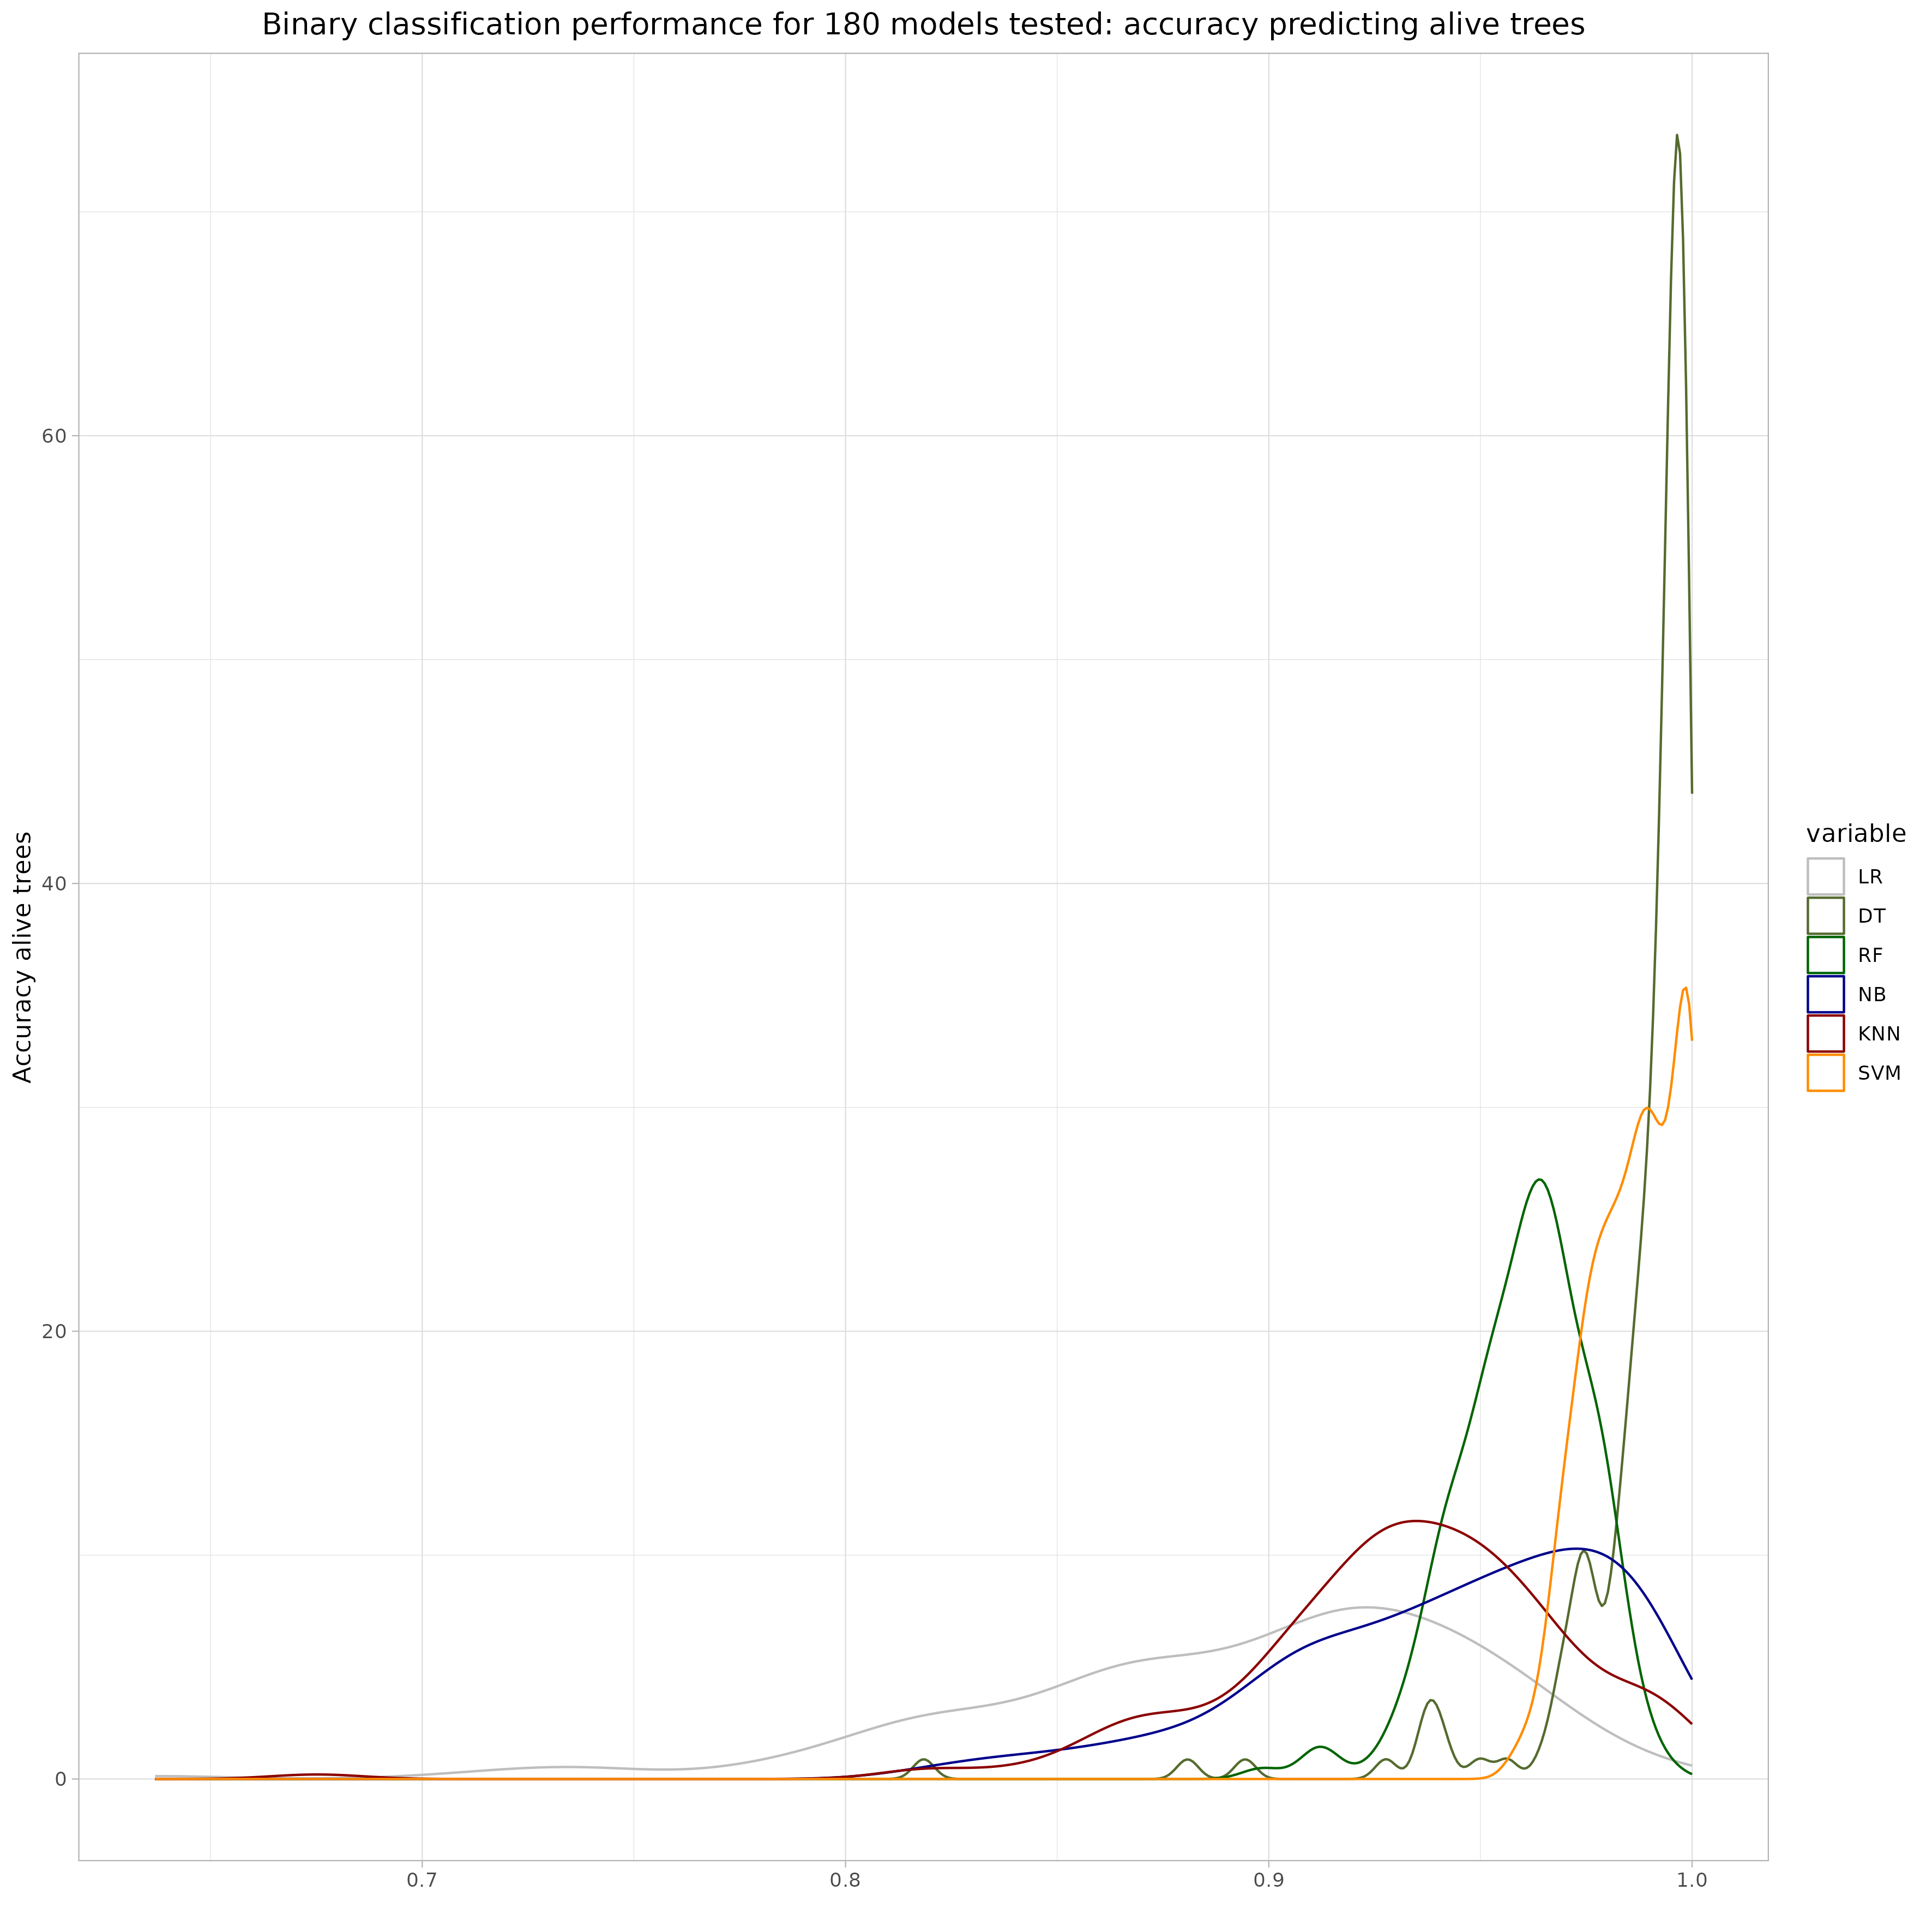 Binary classification performance for 180 models tested: accuracy predicting alive trees
Accuracy alive trees
60
40
20
0
0.7
0.8
0.9
1.0
variable
LR
DT
RF
NB
KNN
SVM